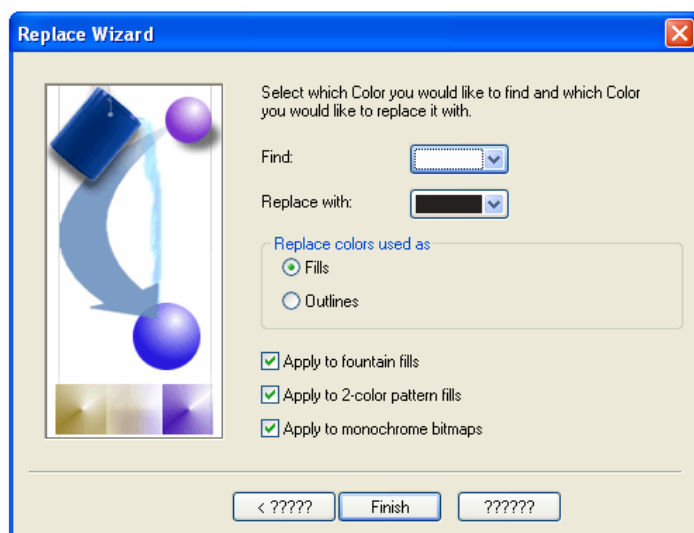 Replace Wizard
Select which Color you would like to find and which Color
you would like to replace it with.
Find:
Replace with:
Replace colors used as
Fills
Outlines
Apply to fountain fills
Apply to 2-color pattern fills
Apply to monochrome bitmaps
< ????? Finish ??????